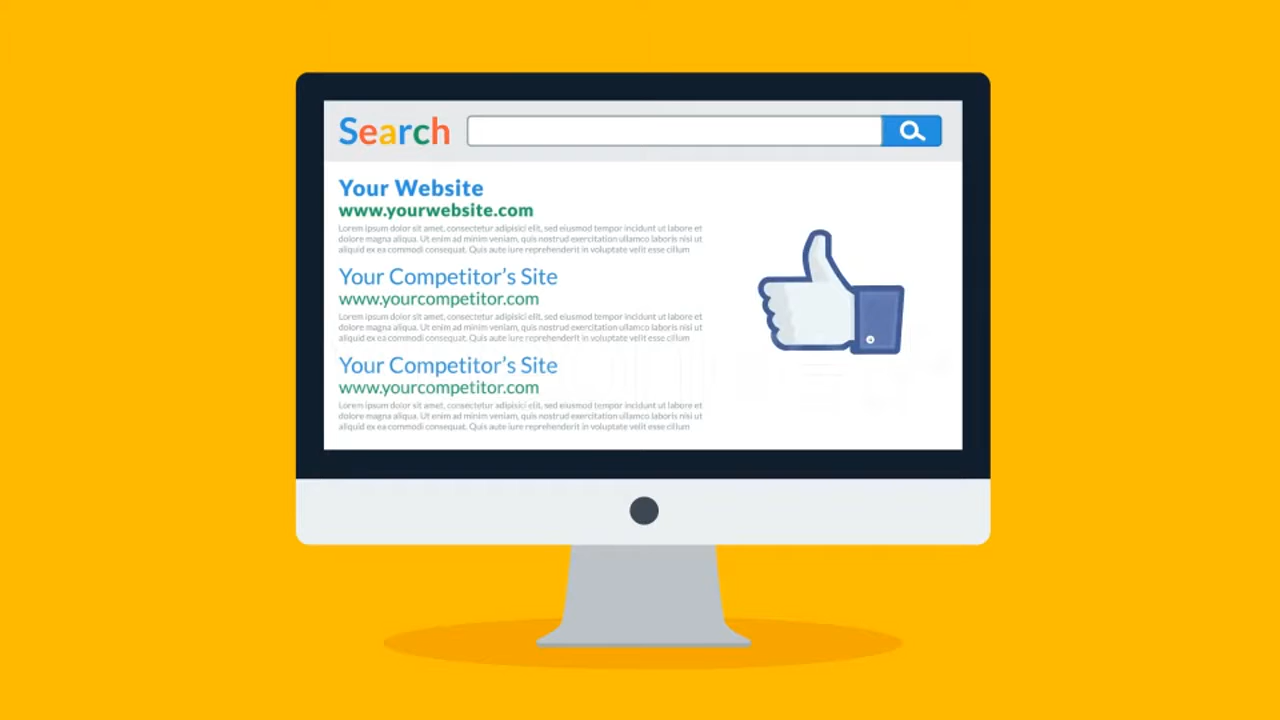 Search
Your Website
www.yourwebsite.com
Lorem ipsum dolor sit amet, consectetur adipisici elit, sed eiusmod tempor incidunt ut labore et
dolore magna aliqua. Ut enim ad minim veniam, quis nostrud exercitation ullamco laboris nisi ut
aliquid ex ea commodi consequat. Quis aute iure reprehenderit in voluptate velit esse cillum
Your Competitor’s Site
www.yourcompetitor.com
Lorem ipsum dolor sit amet, consectetur adipisici elit, sed eiusmod tempor incidunt ut labore et
dolore magna aliqua. Ut enim ad minim veniam, quis nostrud exercitation ullamco laboris nisi ut
aliquid ex ea commodi consequat. Quis aute iure reprehenderit in voluptate velit esse cillum
Your Competitor’s Site
www.yourcompetitor.com
Lorem ipsum dolor sit amet, consectetur adipisici elit, sed eiusmod tempor incidunt ut labore et
dolore magna aliqua. Ut enim ad minim veniam, quis nostrud exercitation ullamco laboris nisi ut
aliquid ex ea commodi consequat. Quis aute iure reprehenderit in voluptate velit esse cillum